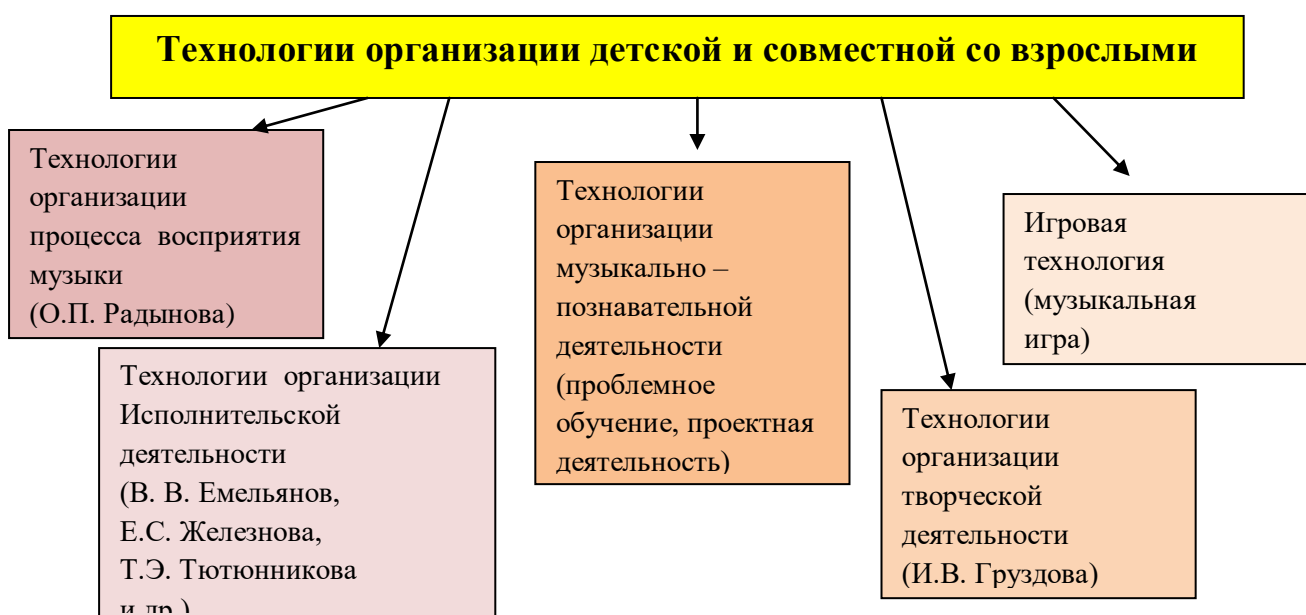 Технологии организации детской и совместной со взрослыми
Технологии
организации
процесса восприятия
музыки
(О.П. Радынова)
Технологии организации
Исполнительской
деятельности
(В. В. Емельянов,
Е.С. Железнова,
Т.Э. Тютюнникова
и др.)
Технологии
организации
музыкально –
познавательной
деятельности
(проблемное
обучение, проектная
деятельность)
Технологии
организации
творческой
деятельности
(И.В. Груздова)
Игровая
технология
(музыкальная
игра)